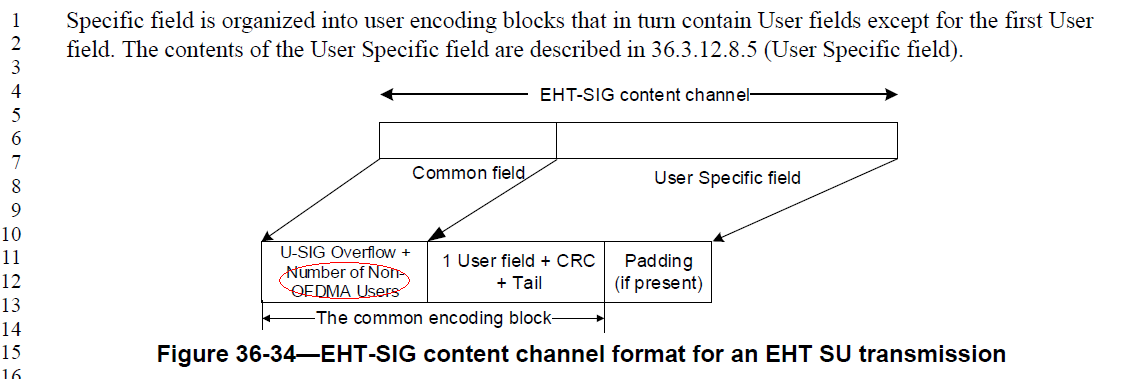 1 Specific field is organized into user encoding blocks that in turn contain User fields except for the first User
2 field. The contents of the User Specific field are described in 36.3.12.8.5 (User Specific field).
3
4 EHT-SIG content channel
5
6
7 Common field
8 User Specific field
9
10
11 U-SIG Overflow + 1 User field + CRC Padding
12 Number of Non- + Tail (if present)
OFDMA Users
13
14 The common encoding block
15 Figure 36-34—EHT-SIG content channel format for an EHT SU transmission
16